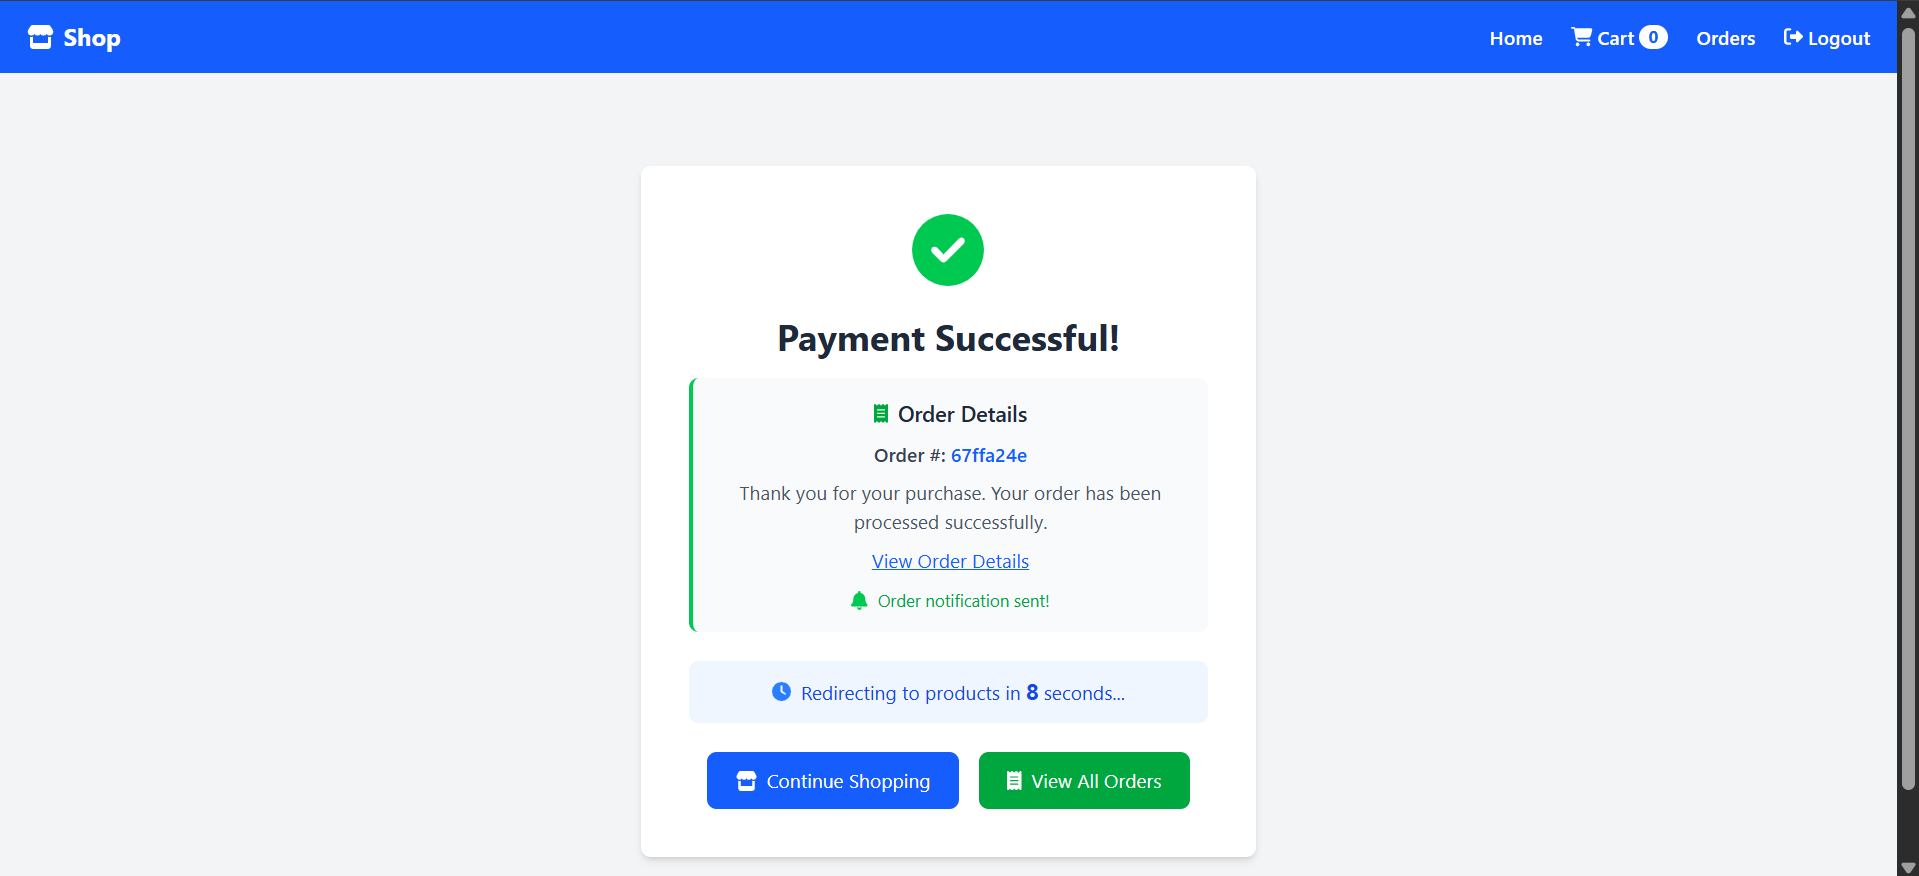 Shop
Home Cart 0 Orders Logout
Payment Successful!
Order Details
Order #: 67ffa24e
Thank you for your purchase. Your order has been
processed successfully.
View Order Details
Order notification sent!
Redirecting to products in 8 seconds...
Continue Shopping
View All Orders